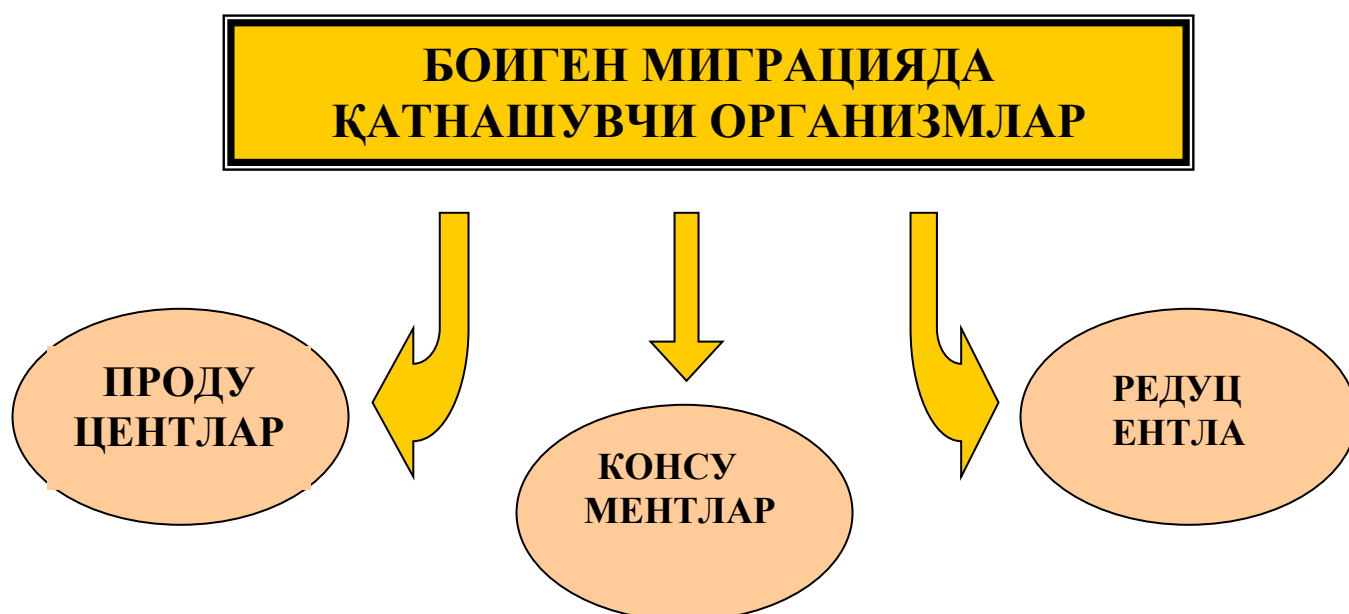 БОИГЕН МИГРАЦИЯДА
ҚАТНАШУВЧИ ОРГАНИЗМЛАР
ПРОДУ
ЦЕНТЛАР
КОНСУ
МЕНТЛАР
РЕДУЦ
ЕНТЛА